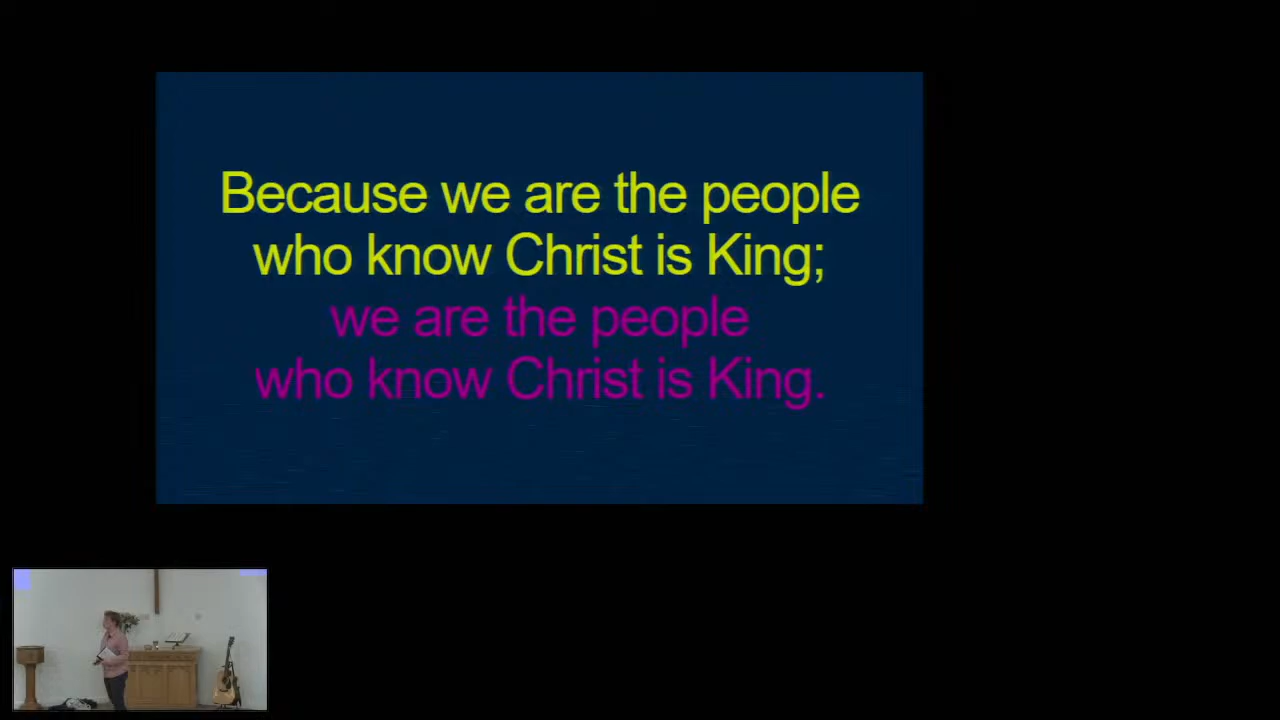 Because we are the people
who know Christ is King;
we are the people
who know Christ is King.